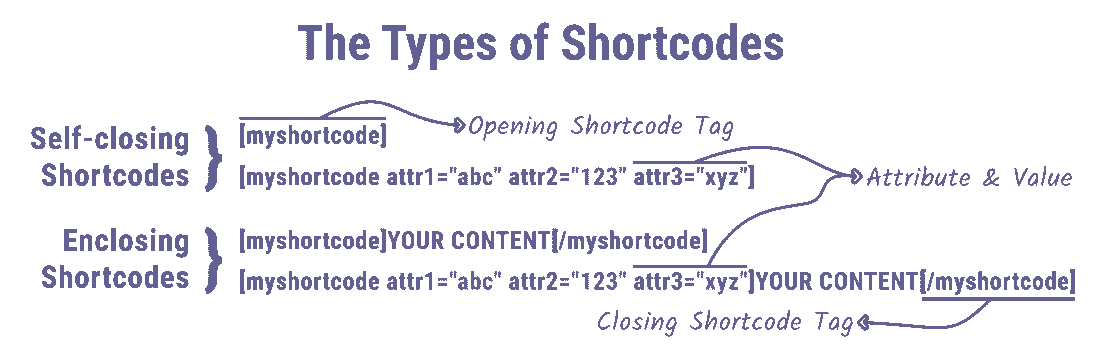 The Types of Shortcodes
Self-closing
Shortcodes
[myshortcode]
Opening Shortcode Tag
[myshortcode attr1="abc" attr2="123" attr3="xyz"]
Attribute & Value
Enclosing
Shortcodes
[myshortcode]YOUR CONTENT[/myshortcode]
[myshortcode attr1="abc" attr2="123" attr3="xyz"]YOUR CONTENT[/myshortcode]
Closing Shortcode Tag